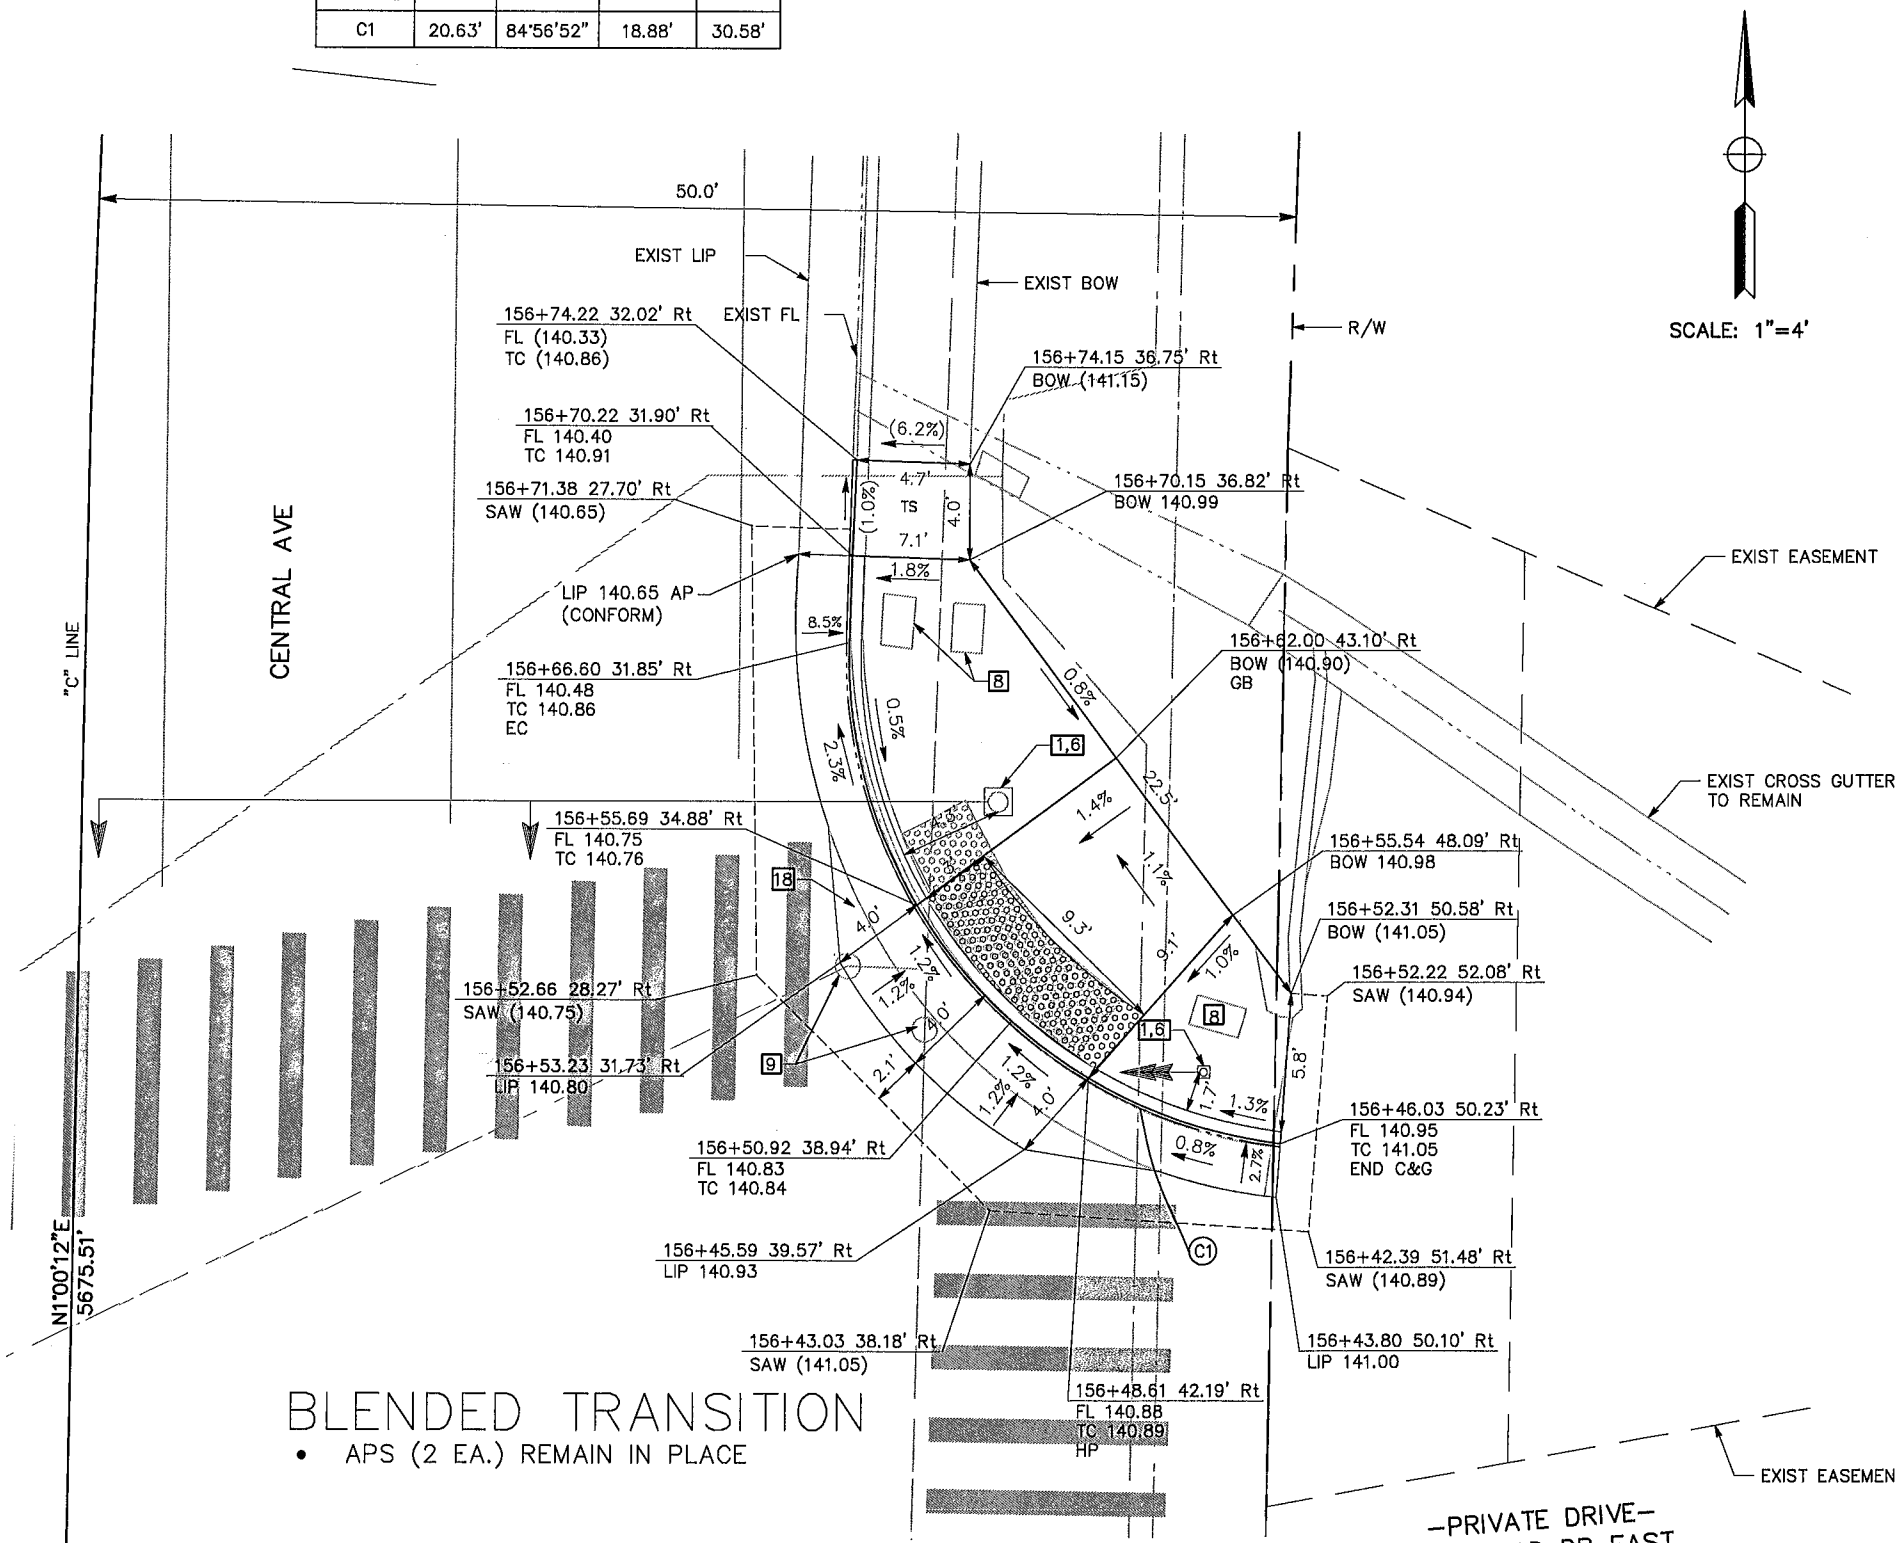 C1 20.63' 84°56'52" 18.88' 30.58'
50.0'
EXIST LIP
EXIST BOW
156+74.22 32.02' Rt
FL (140.33)
TC (140.86)
EXIST FL
R/W
SCALE: 1"=4'
156+74.15 36.75' Rt
BOW (141.15)
156+70.22 31.90' Rt
FL 140.40
TC 140.91
(6.2%)
4.7'
TS
(1.0%)
4.0'
7.1'
156+71.38 27.70' Rt
SAW (140.65)
156+70.15 36.82' Rt
BOW 140.99
CENTRAL AVE
EXIST EASEMENT
1.8%
LIP 140.65 AP
(CONFORM)
8.5%
"C" LINE
156+62.00 43.10' Rt
BOW (140.90)
GB
156+66.60 31.85' Rt
FL 140.48
TC 140.86
EC
8
0.8%
0.5%
2.3%
1,6
22.5'
EXIST CROSS GUTTER
TO REMAIN
1.4%
156+55.69 34.88' Rt
FL 140.75
TC 140.76
1.1%
156+55.54 48.09' Rt
BOW 140.98
18
4.0'
9.3'
156+52.31 50.58' Rt
BOW (141.05)
9.1'
1.0%
156+52.22 52.08' Rt
SAW (140.94)
1.2%
1.2%
156+52.66 28.27' Rt
SAW (140.75)
4.0'
8
1,6
156+53.23 31.73' Rt
LIP 140.80
9
2.1'
1.2%
1.2%
4.0'
1.7'
1.3%
5.8'
156+46.03 50.23' Rt
FL 140.95
TC 141.05
END C&G
0.8%
2.7%
156+50.92 38.94' Rt
FL 140.83
TC 140.84
N1°00'12"E
5675.51'
156+45.59 39.57' Rt
LIP 140.93
C1
156+42.39 51.48' Rt
SAW (140.89)
156+43.03 38.18' Rt
SAW (141.05)
156+43.80 50.10' Rt
LIP 141.00
156+48.61 42.19' Rt
FL 140.88
TC 140.89
HP
BLENDED TRANSITION
• APS (2 EA.) REMAIN IN PLACE
EXIST EASEMEN
-PRIVATE DRIVE-
DR EAST